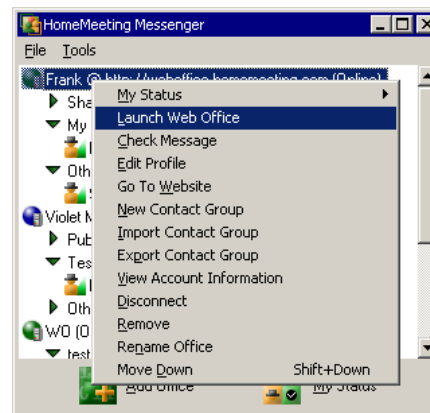 HomeMeeting Messenger
File Tools
Frank @ http://weboffice.homemeeting.com (Online)
Sha
My Status
My
Launch Web Office
Check Message
Oth
Edit Profile
Go To Website
Violet
New Contact Group
Pub
Import Contact Group
Tes
Export Contact Group
View Account Information
Oth
Disconnect
WO (O
Remove
test
Rename Office
Move Down Shift+Down
Add Office My Status